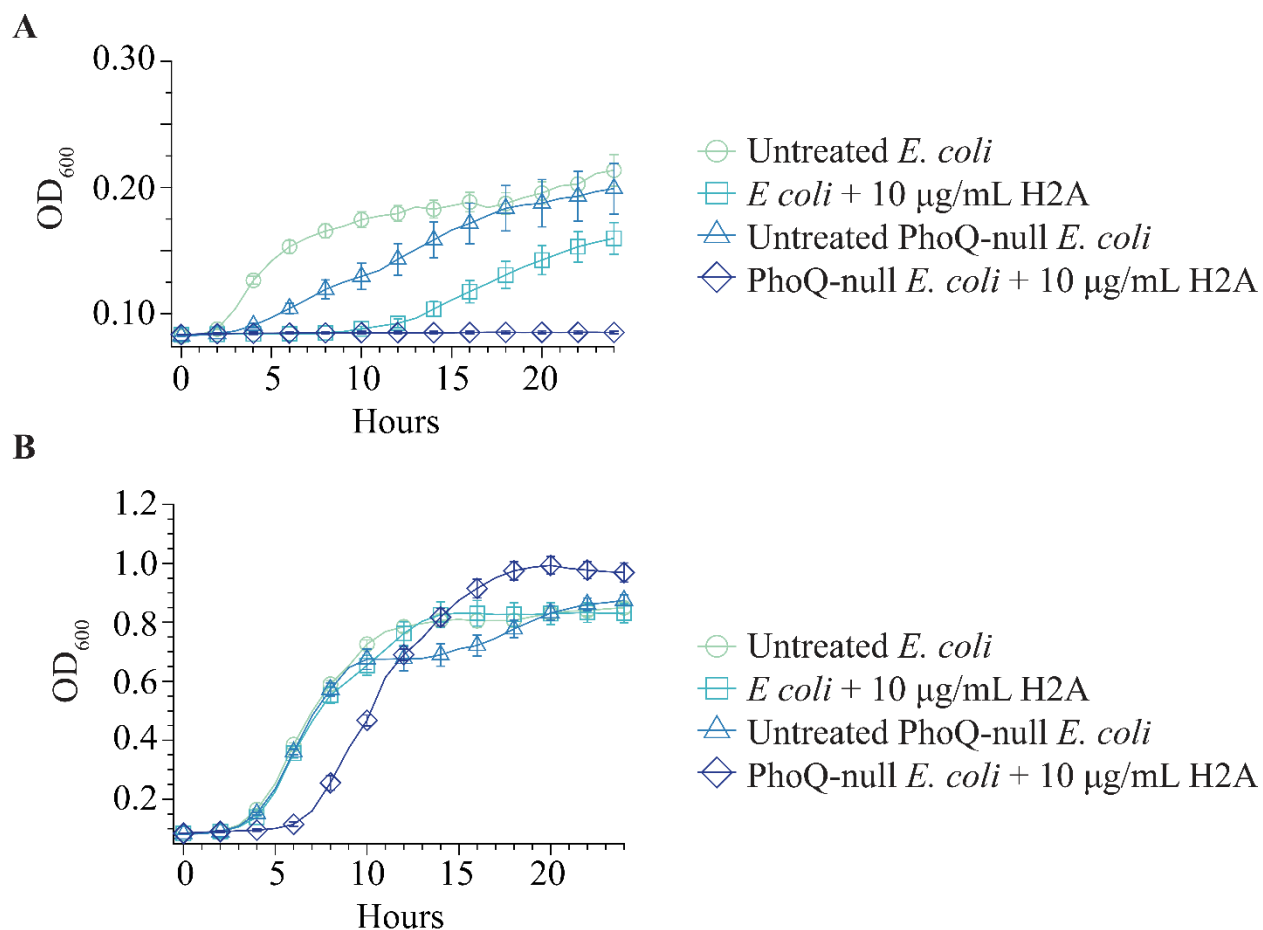 A
0.30
0.20
0.10
OD600
0 5 10 15 20
Hours
Untreated E. coli
E coli + 10 μg/mL H2A
Untreated PhoQ-null E. coli
PhoQ-null E. coli + 10 μg/mL H2A
B
1.2
1.0
0.8
0.6
0.4
0.2
OD600
0 5 10 15 20
Hours
Untreated E. coli
E coli + 10 μg/mL H2A
Untreated PhoQ-null E. coli
PhoQ-null E. coli + 10 μg/mL H2A